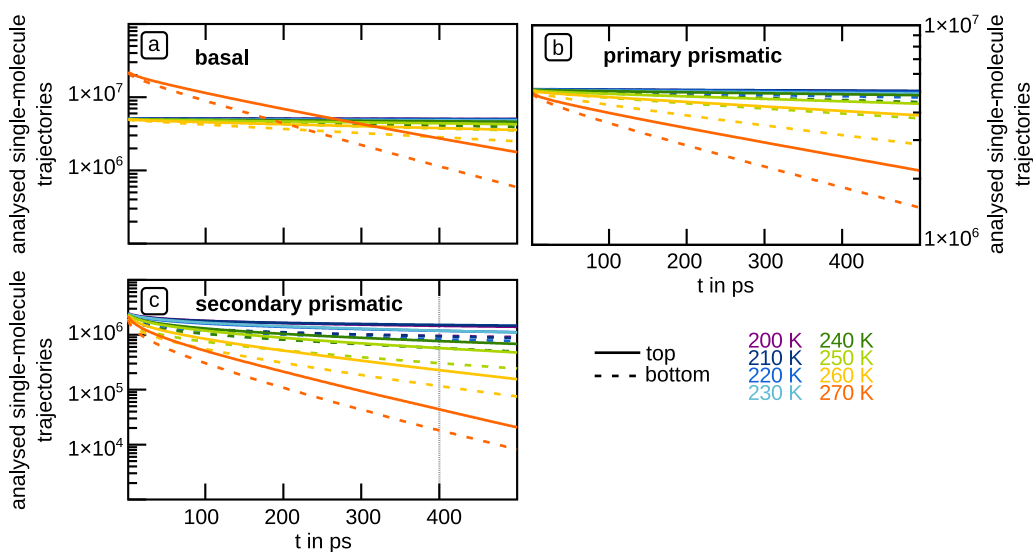 a
basal
1×10⁷
1×10⁶
analysed single-molecule
trajectories
b
primary prismatic
1×10⁷
1×10⁶
analysed single-molecule
trajectories
100 200 300 400
t in ps
c
secondary prismatic
1×10⁶
1×10⁵
1×10⁴
analysed single-molecule
trajectories
100 200 300 400
t in ps
top
bottom
200 K 240 K
210 K 250 K
220 K 260 K
230 K 270 K